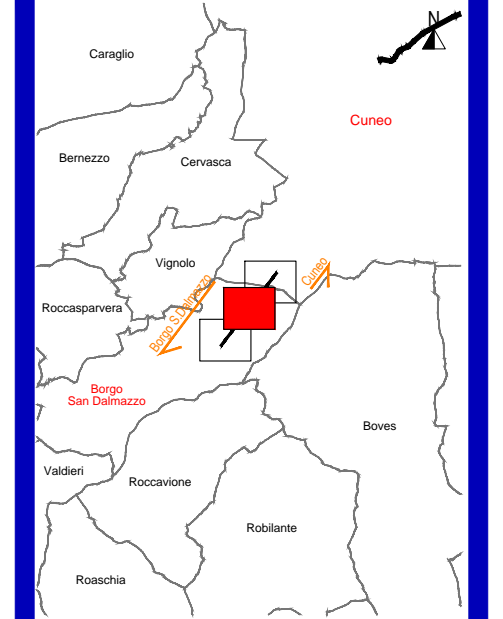 N
Caraglio
Cuneo
Bernezzo
Cervasca
Vignolo
Cuneo
Roccasparvera
Borgo S.Dalmazzo
Borgo
San Dalmazzo
Boves
Valdieri
Roccavione
Robilante
Roaschia